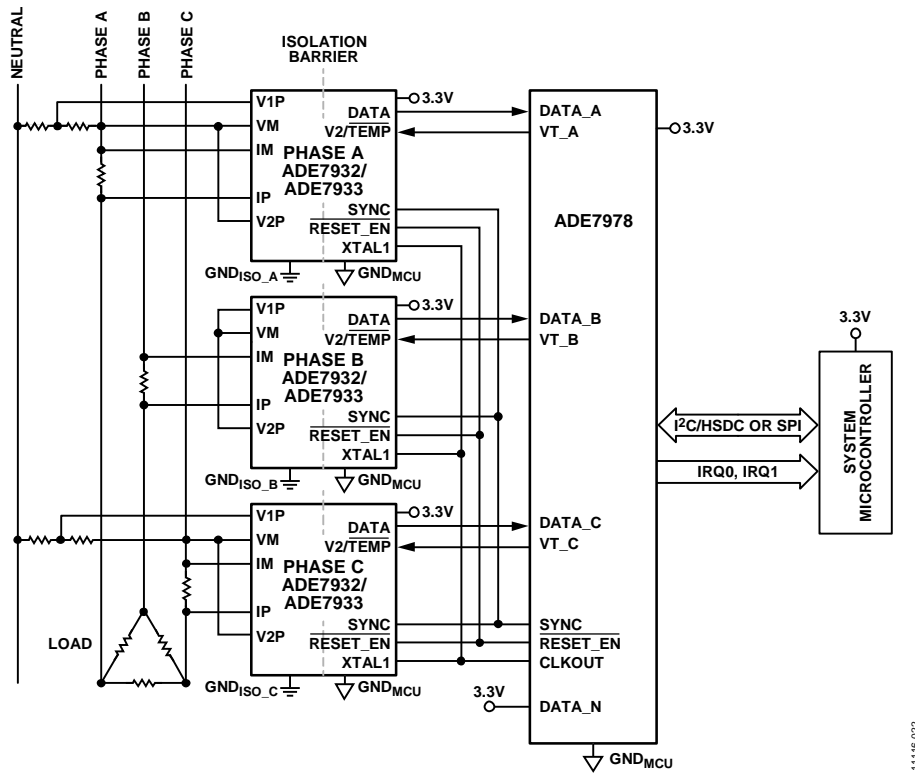 NEUTRAL
PHASE A
PHASE B
PHASE C
ISOLATION
BARRIER
V1P
VM
IM
IP
V2P
DATA
V2/TEMP
PHASE A
ADE7932/
ADE7933
SYNC
RESET_EN
XTAL1
3.3V
GNDISO_A
GNDMCU
V1P
VM
IM
IP
V2P
DATA
V2/TEMP
PHASE B
ADE7932/
ADE7933
SYNC
RESET_EN
XTAL1
3.3V
GNDISO_B
GNDMCU
V1P
VM
IM
IP
V2P
DATA
V2/TEMP
PHASE C
ADE7932/
ADE7933
SYNC
RESET_EN
XTAL1
3.3V
GNDISO_C
GNDMCU
LOAD
DATA_A
VT_A
3.3V
ADE7978
DATA_B
VT_B
DATA_C
VT_C
SYNC
RESET_EN
CLKOUT
3.3V
DATA_N
GNDMCU
I2C/HSDC OR SPI
IRQ0, IRQ1
3.3V
SYSTEM
MICROCONTROLLER
11116-022